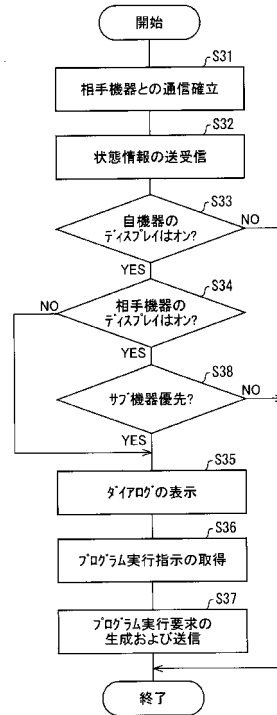 開始
S31
相手機器との通信確立
S32
状態情報の送受信
S33
自機器の
ディスプレイはオン?
NO
YES
S34
NO
相手機器の
ディスプレイはオン?
YES
S38
サブ機器優先?
NO
YES
S35
ダイアログの表示
S36
プログラム実行指示の取得
S37
プログラム実行要求の
生成および送信
終了